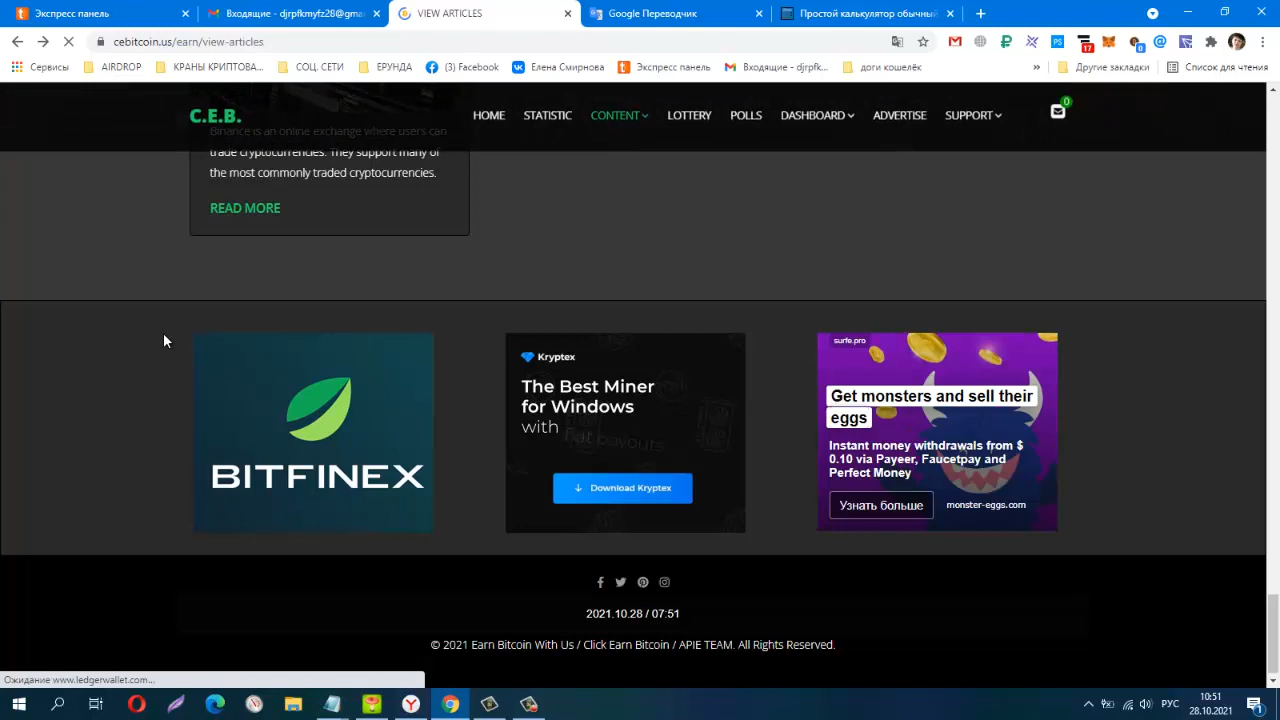 Экспресс панель
Входящие - djrpfkmyfz28@gmai
VIEW ARTICLES
Google Переводчик
Простой калькулятор обычный
cebitcoin.us/earn/view-articles
Сервисы
AIRDROP
КРАНЫ КРИПТОВА...
СОЦ. СЕТИ
ЕРУНДА
(3) Facebook
Елена Смирнова
Экспресс панель
Входящие - djrpfk...
доги кошелёк
»
Другие закладки
Список для чтения
C.E.B.
HOME
STATISTIC
CONTENT
LOTTERY
POLLS
DASHBOARD
ADVERTISE
SUPPORT
0
Binance is an online exchange where users can
trade cryptocurrencies. They support many of
the most commonly traded cryptocurrencies.
READ MORE
BITFINEX
Kryptex
The Best Miner
for Windows
with fiat payouts
Download Kryptex
surfe.pro
Get monsters and sell their
eggs
Instant money withdrawals from $
0.10 via Payeer, Faucetpay and
Perfect Money
Узнать больше
monster-eggs.com
2021.10.28 / 07:51
© 2021 Earn Bitcoin With Us / Click Earn Bitcoin / APIE TEAM. All Rights Reserved.
Ожидание www.ledgerwallet.com...
РУС
10:51
28.10.2021